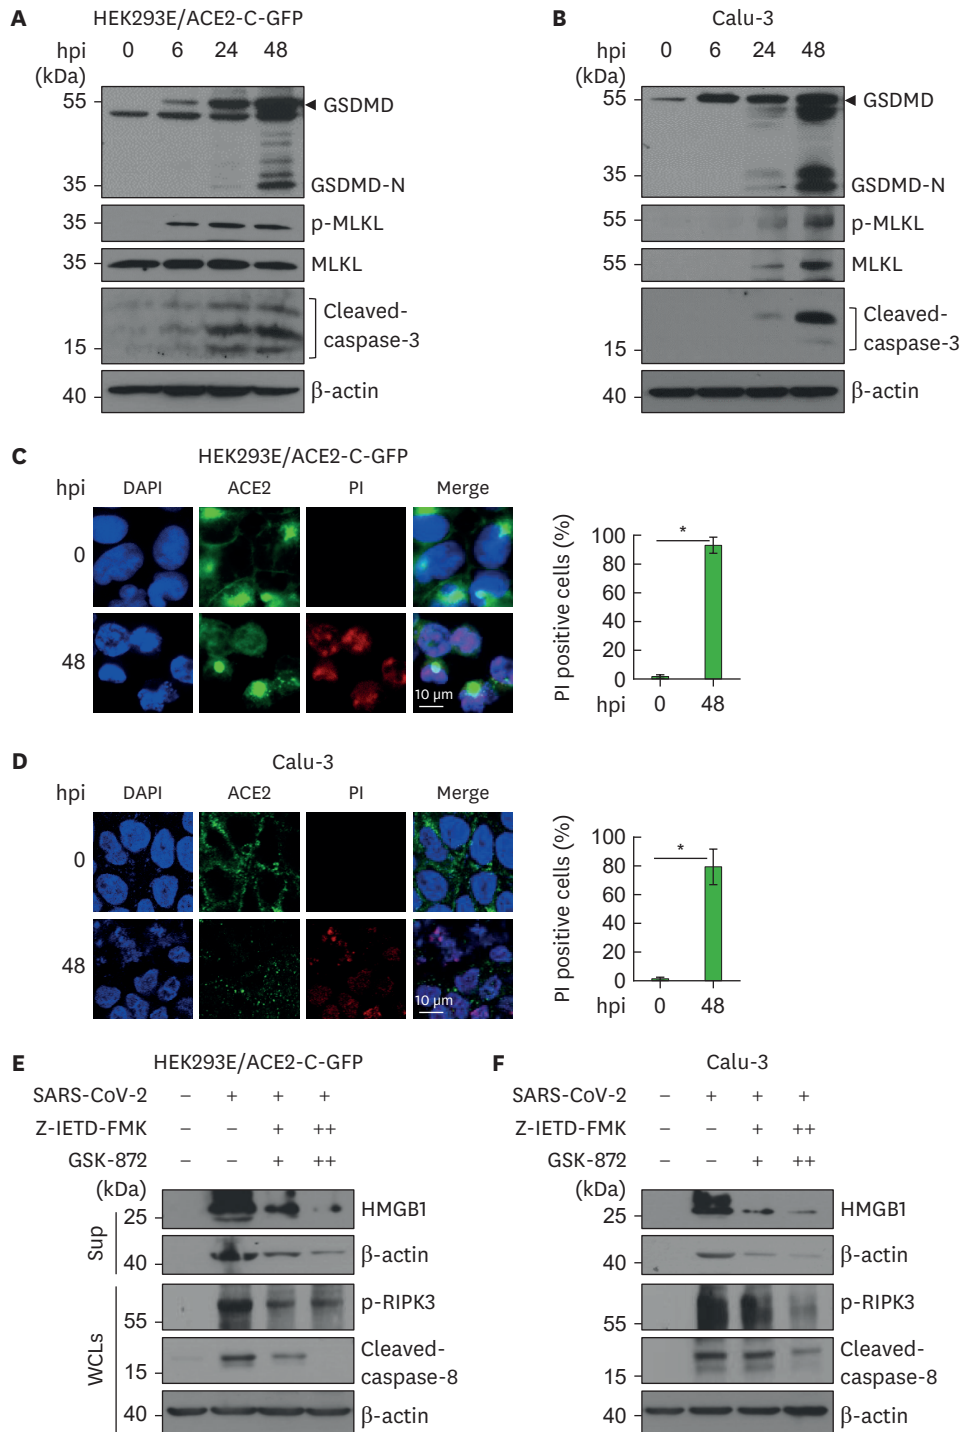 A
HEK293E/ACE2-C-GFP
hpi 0 6 24 48
(kDa)
55
GSDMD
35
GSDMD-N
35
p-MLKL
35
MLKL
Cleaved-
caspase-3
15
40
β-actin
B
Calu-3
hpi 0 6 24 48
(kDa)
55
GSDMD
35
GSDMD-N
55
p-MLKL
55
MLKL
Cleaved-
caspase-3
15
40
β-actin
C
HEK293E/ACE2-C-GFP
hpi DAPI ACE2 PI Merge
0
48
10 μm
PI positive cells (%)
100
80
60
40
20
0
*
hpi 0 48
D
Calu-3
hpi DAPI ACE2 PI Merge
0
48
10 μm
PI positive cells (%)
100
80
60
40
20
0
*
hpi 0 48
E
HEK293E/ACE2-C-GFP
SARS-CoV-2 − + + +
Z-IETD-FMK − − + ++
GSK-872 − − + ++
(kDa)
Sup
25
HMGB1
40
β-actin
WCLs
p-RIPK3
55
Cleaved-
caspase-8
15
40
β-actin
F
Calu-3
SARS-CoV-2 − + + +
Z-IETD-FMK − − + ++
GSK-872 − − + ++
(kDa)
25
HMGB1
40
β-actin
p-RIPK3
55
Cleaved-
caspase-8
15
40
β-actin